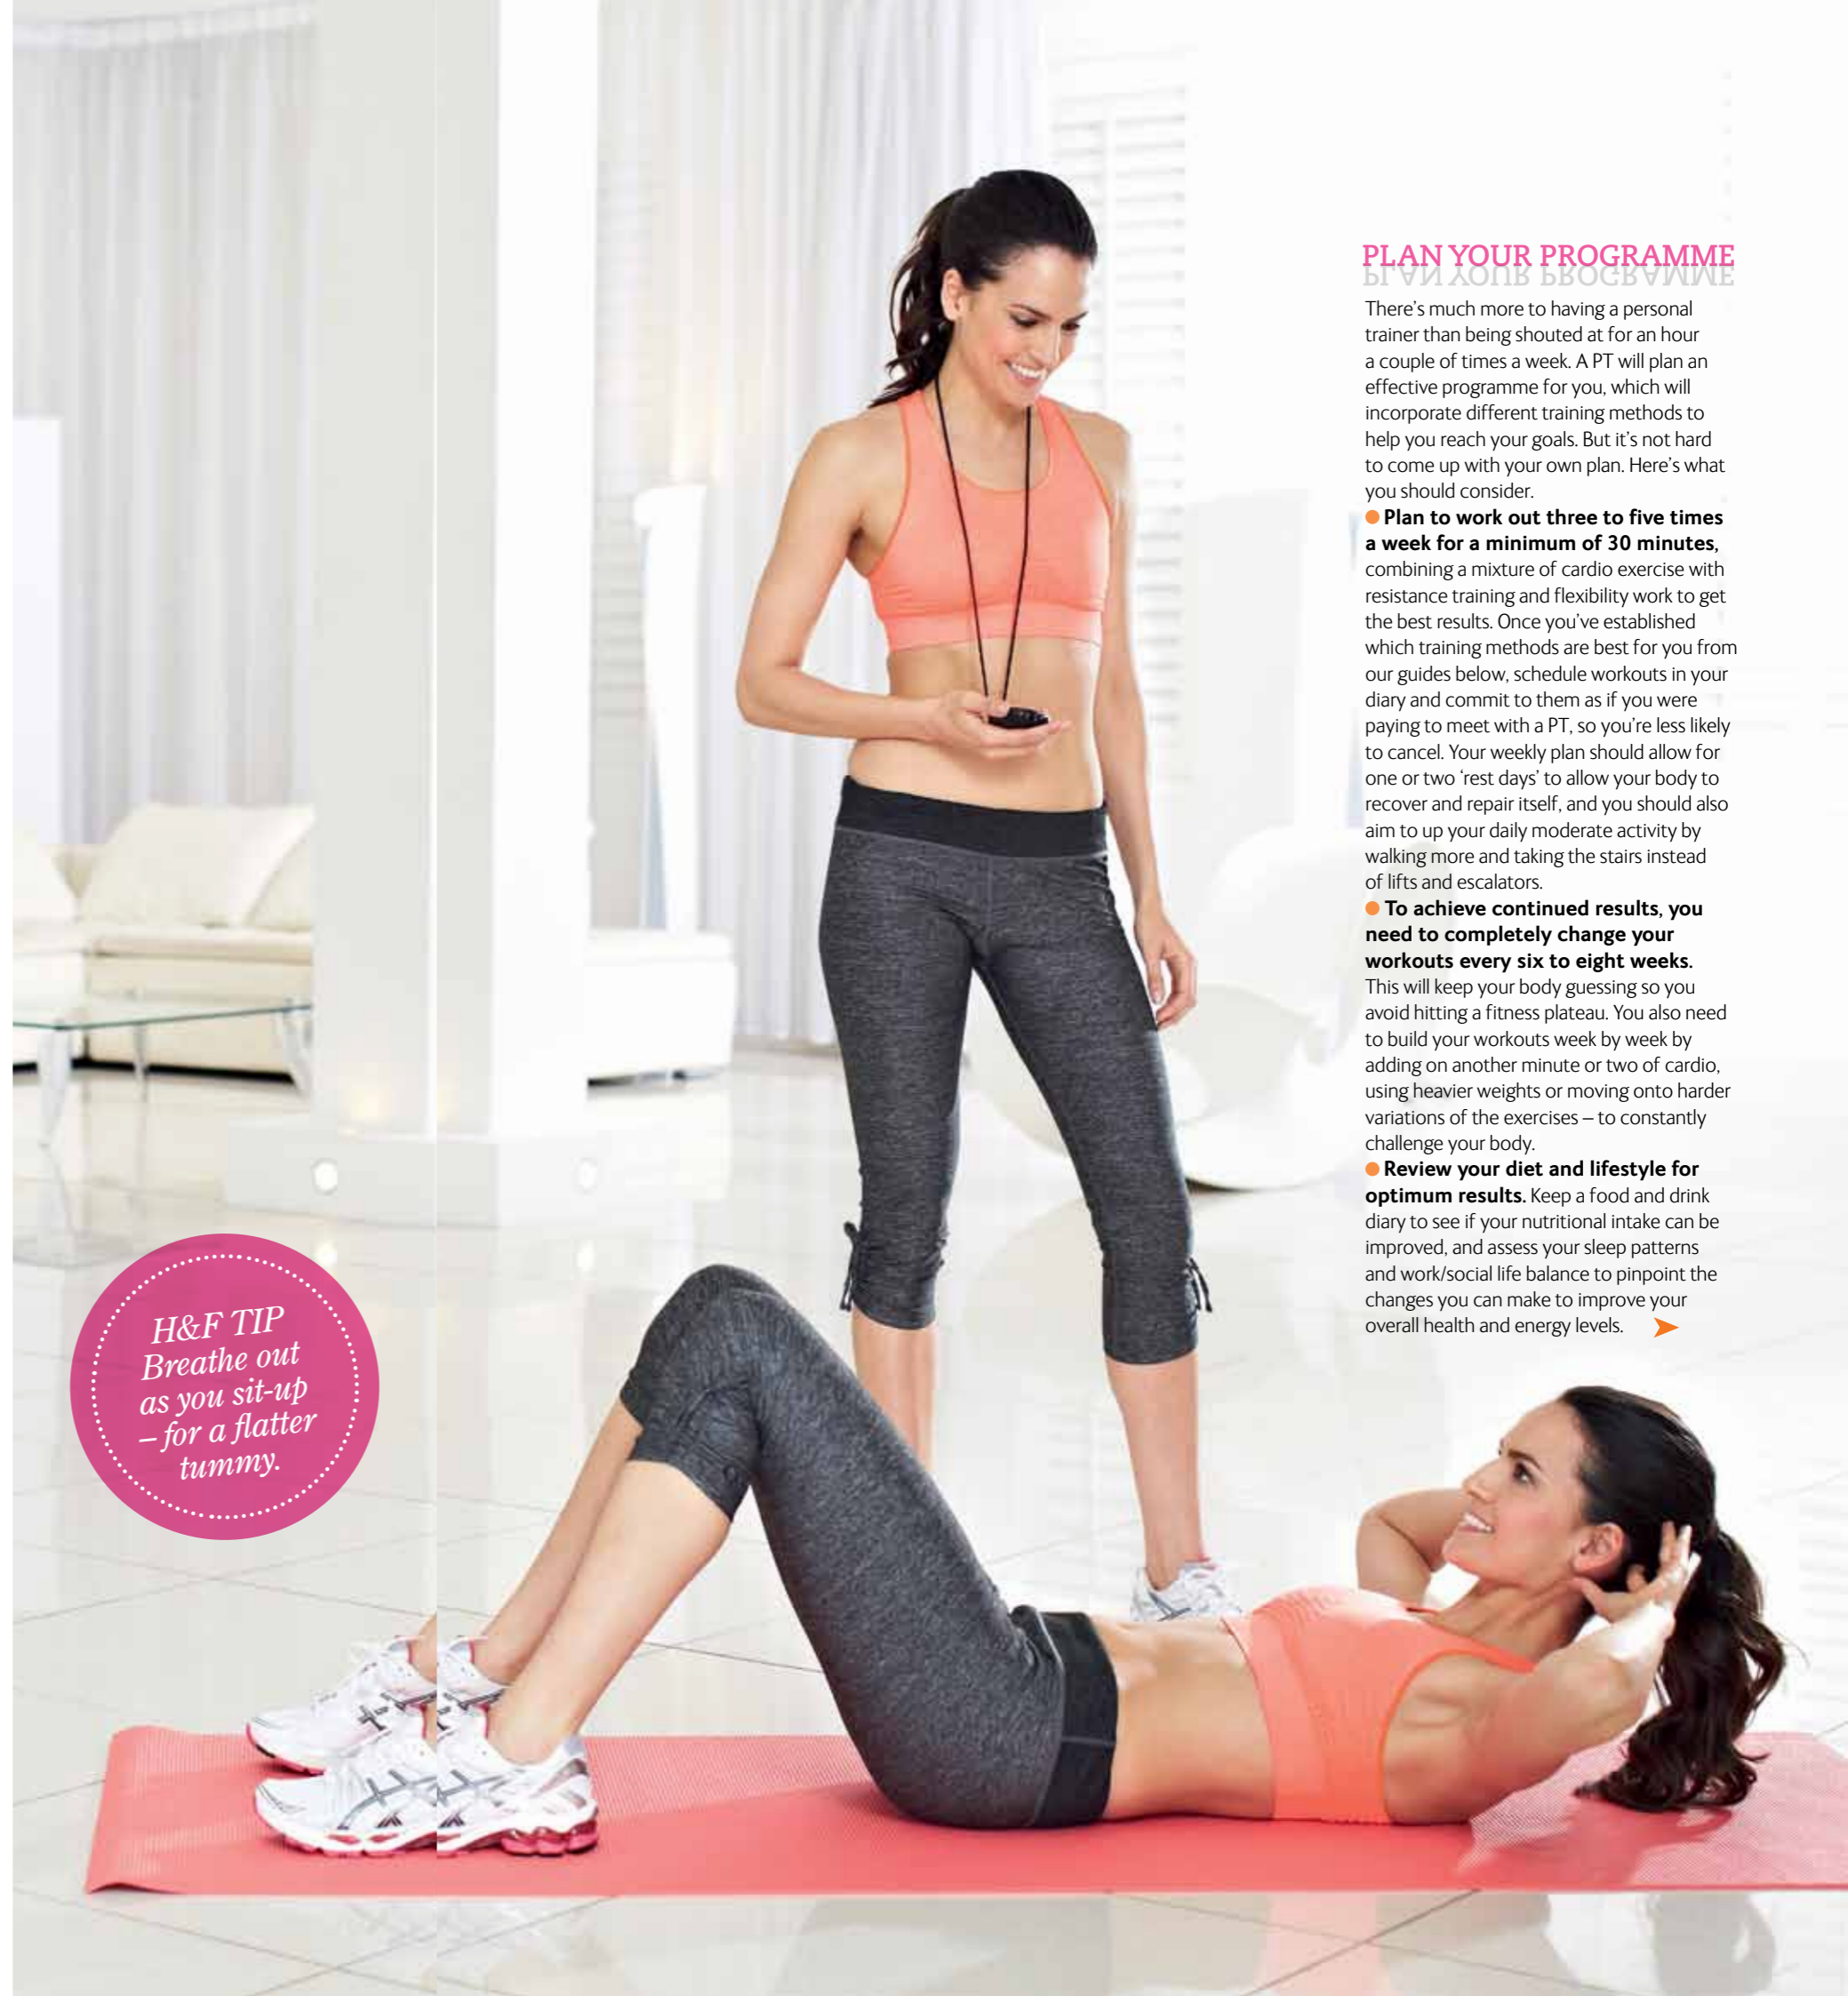 PLAN YOUR PROGRAMME
There's much more to having a personal
trainer than being shouted at for an hour
a couple of times a week. A PT will plan an
effective programme for you, which will
incorporate different training methods to
help you reach your goals. But it's not hard
to come up with your own plan. Here's what
you should consider.
● Plan to work out three to five times
a week for a minimum of 30 minutes,
combining a mixture of cardio exercise with
resistance training and flexibility work to get
the best results. Once you've established
which training methods are best for you from
our guides below, schedule workouts in your
diary and commit to them as if you were
paying to meet with a PT, so you're less likely
to cancel. Your weekly plan should allow for
one or two ‘rest days’ to allow your body to
recover and repair itself, and you should also
aim to up your daily moderate activity by
walking more and taking the stairs instead
of lifts and escalators.
● To achieve continued results, you
need to completely change your
workouts every six to eight weeks.
This will keep your body guessing so you
avoid hitting a fitness plateau. You also need
to build your workouts week by week by
adding on another minute or two of cardio,
using heavier weights or moving onto harder
variations of the exercises – to constantly
challenge your body.
● Review your diet and lifestyle for
optimum results. Keep a food and drink
diary to see if your nutritional intake can be
improved, and assess your sleep patterns
and work/social life balance to pinpoint the
changes you can make to improve your
overall health and energy levels.
H&F TIP
Breathe out
as you sit-up
– for a flatter
tummy.